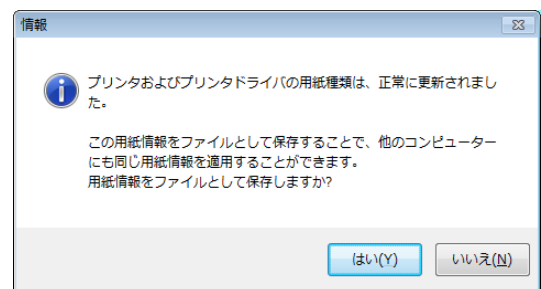 情報
プリンタおよびプリンタドライバの用紙種類は、正常に更新されまし
た。
この用紙情報をファイルとして保存することで、他のコンピューター
にも同じ用紙情報を適用することができます。
用紙情報をファイルとして保存しますか?
はい(Y)
いいえ(N)